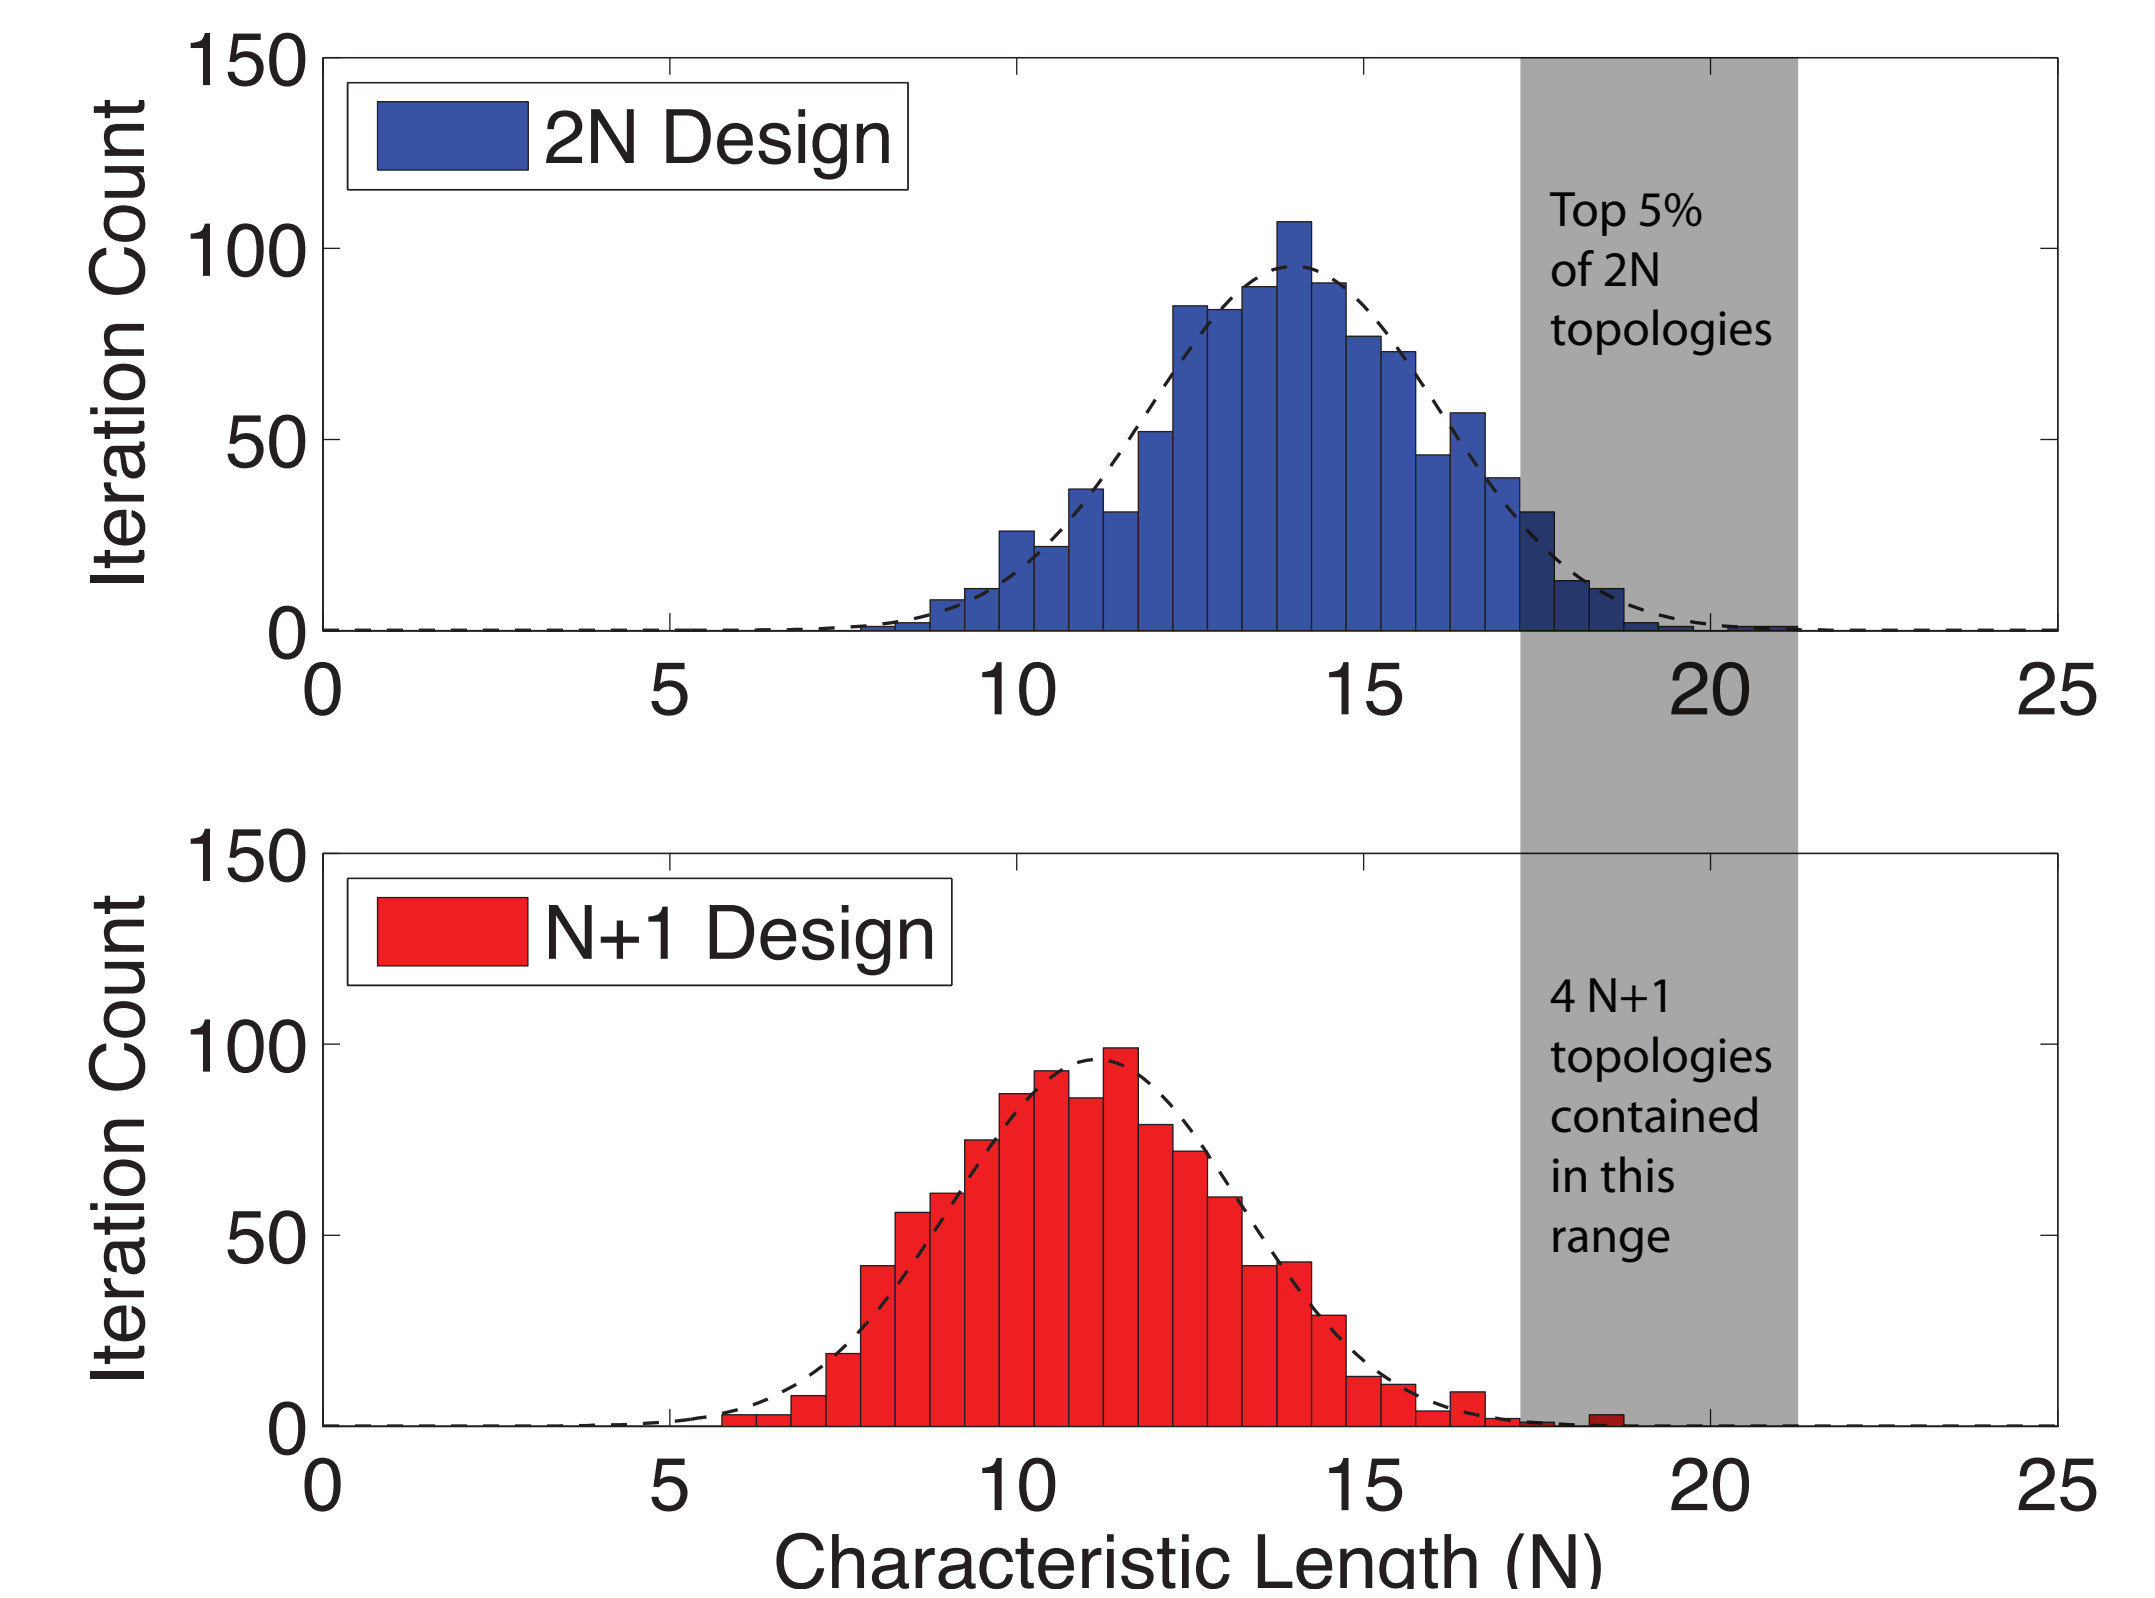 Iteration Count
150
100
50
0
2N Design
Top 5%
of 2N
topologies
0 5 10 15 20 25
Iteration Count
150
100
50
0
N+1 Design
4 N+1
topologies
contained
in this
range
0 5 10 15 20 25
Characteristic Length (N)